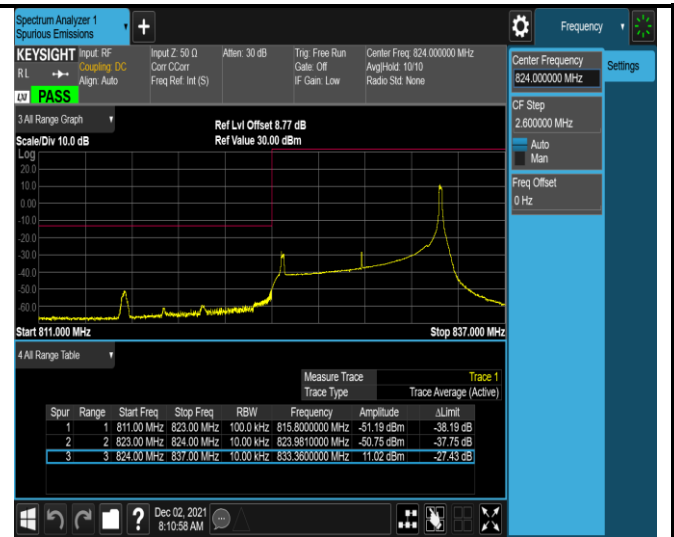 Spectrum Analyzer 1
Spurious Emissions
+
Frequency
KEYSIGHT Input: RF Input Z: 50 Ω Atten: 30 dB Trig: Free Run Center Freq: 824.000000 MHz
RL Coupling: DC Corr CCorr Gate: Off Avg|Hold: 10/10
Align: Auto Freq Ref: Int (S) IF Gain: Low Radio Std: None
LXI PASS
Center Frequency
824.000000 MHz
Settings
CF Step
2.600000 MHz
Auto
Man
Freq Offset
0 Hz
3 All Range Graph
Ref Lvl Offset 8.77 dB
Scale/Div 10.0 dB Ref Value 30.00 dBm
Log
20.0
10.0
0.00
-10.0
-20.0
-30.0
-40.0
-50.0
-60.0
Start 811.000 MHz Stop 837.000 MHz
4 All Range Table
Measure Trace Trace 1
Trace Type Trace Average (Active)
Spur Range Start Freq Stop Freq RBW Frequency Amplitude ΔLimit
1 1 811.00 MHz 823.00 MHz 100.0 kHz 815.8000000 MHz -51.19 dBm -38.19 dB
2 2 823.00 MHz 824.00 MHz 10.00 kHz 823.9810000 MHz -50.75 dBm -37.75 dB
3 3 824.00 MHz 837.00 MHz 10.00 kHz 833.3600000 MHz 11.02 dBm -27.43 dB
? Dec 02, 2021
8:10:58 AM